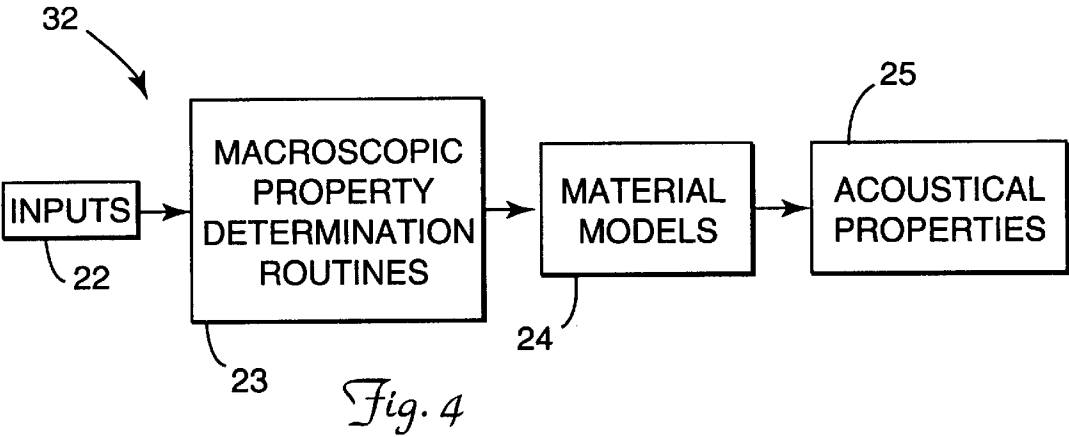 32
INPUTS
22
MACROSCOPIC
PROPERTY
DETERMINATION
ROUTINES
23
MATERIAL
MODELS
24
ACOUSTICAL
PROPERTIES
25
Fig. 4